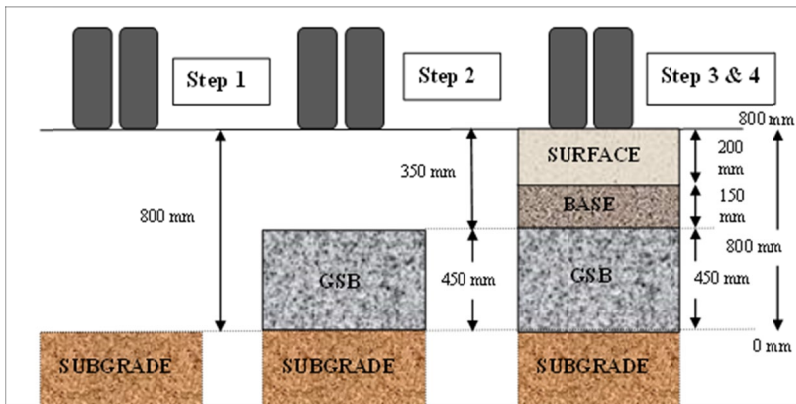 Step 1
Step 2
Step 3 & 4
800 mm
SURFACE
200
mm
350 mm
BASE
150
mm
800 mm
GSB
450 mm
GSB
800 mm
450 mm
0 mm
SUBGRADE
SUBGRADE
SUBGRADE